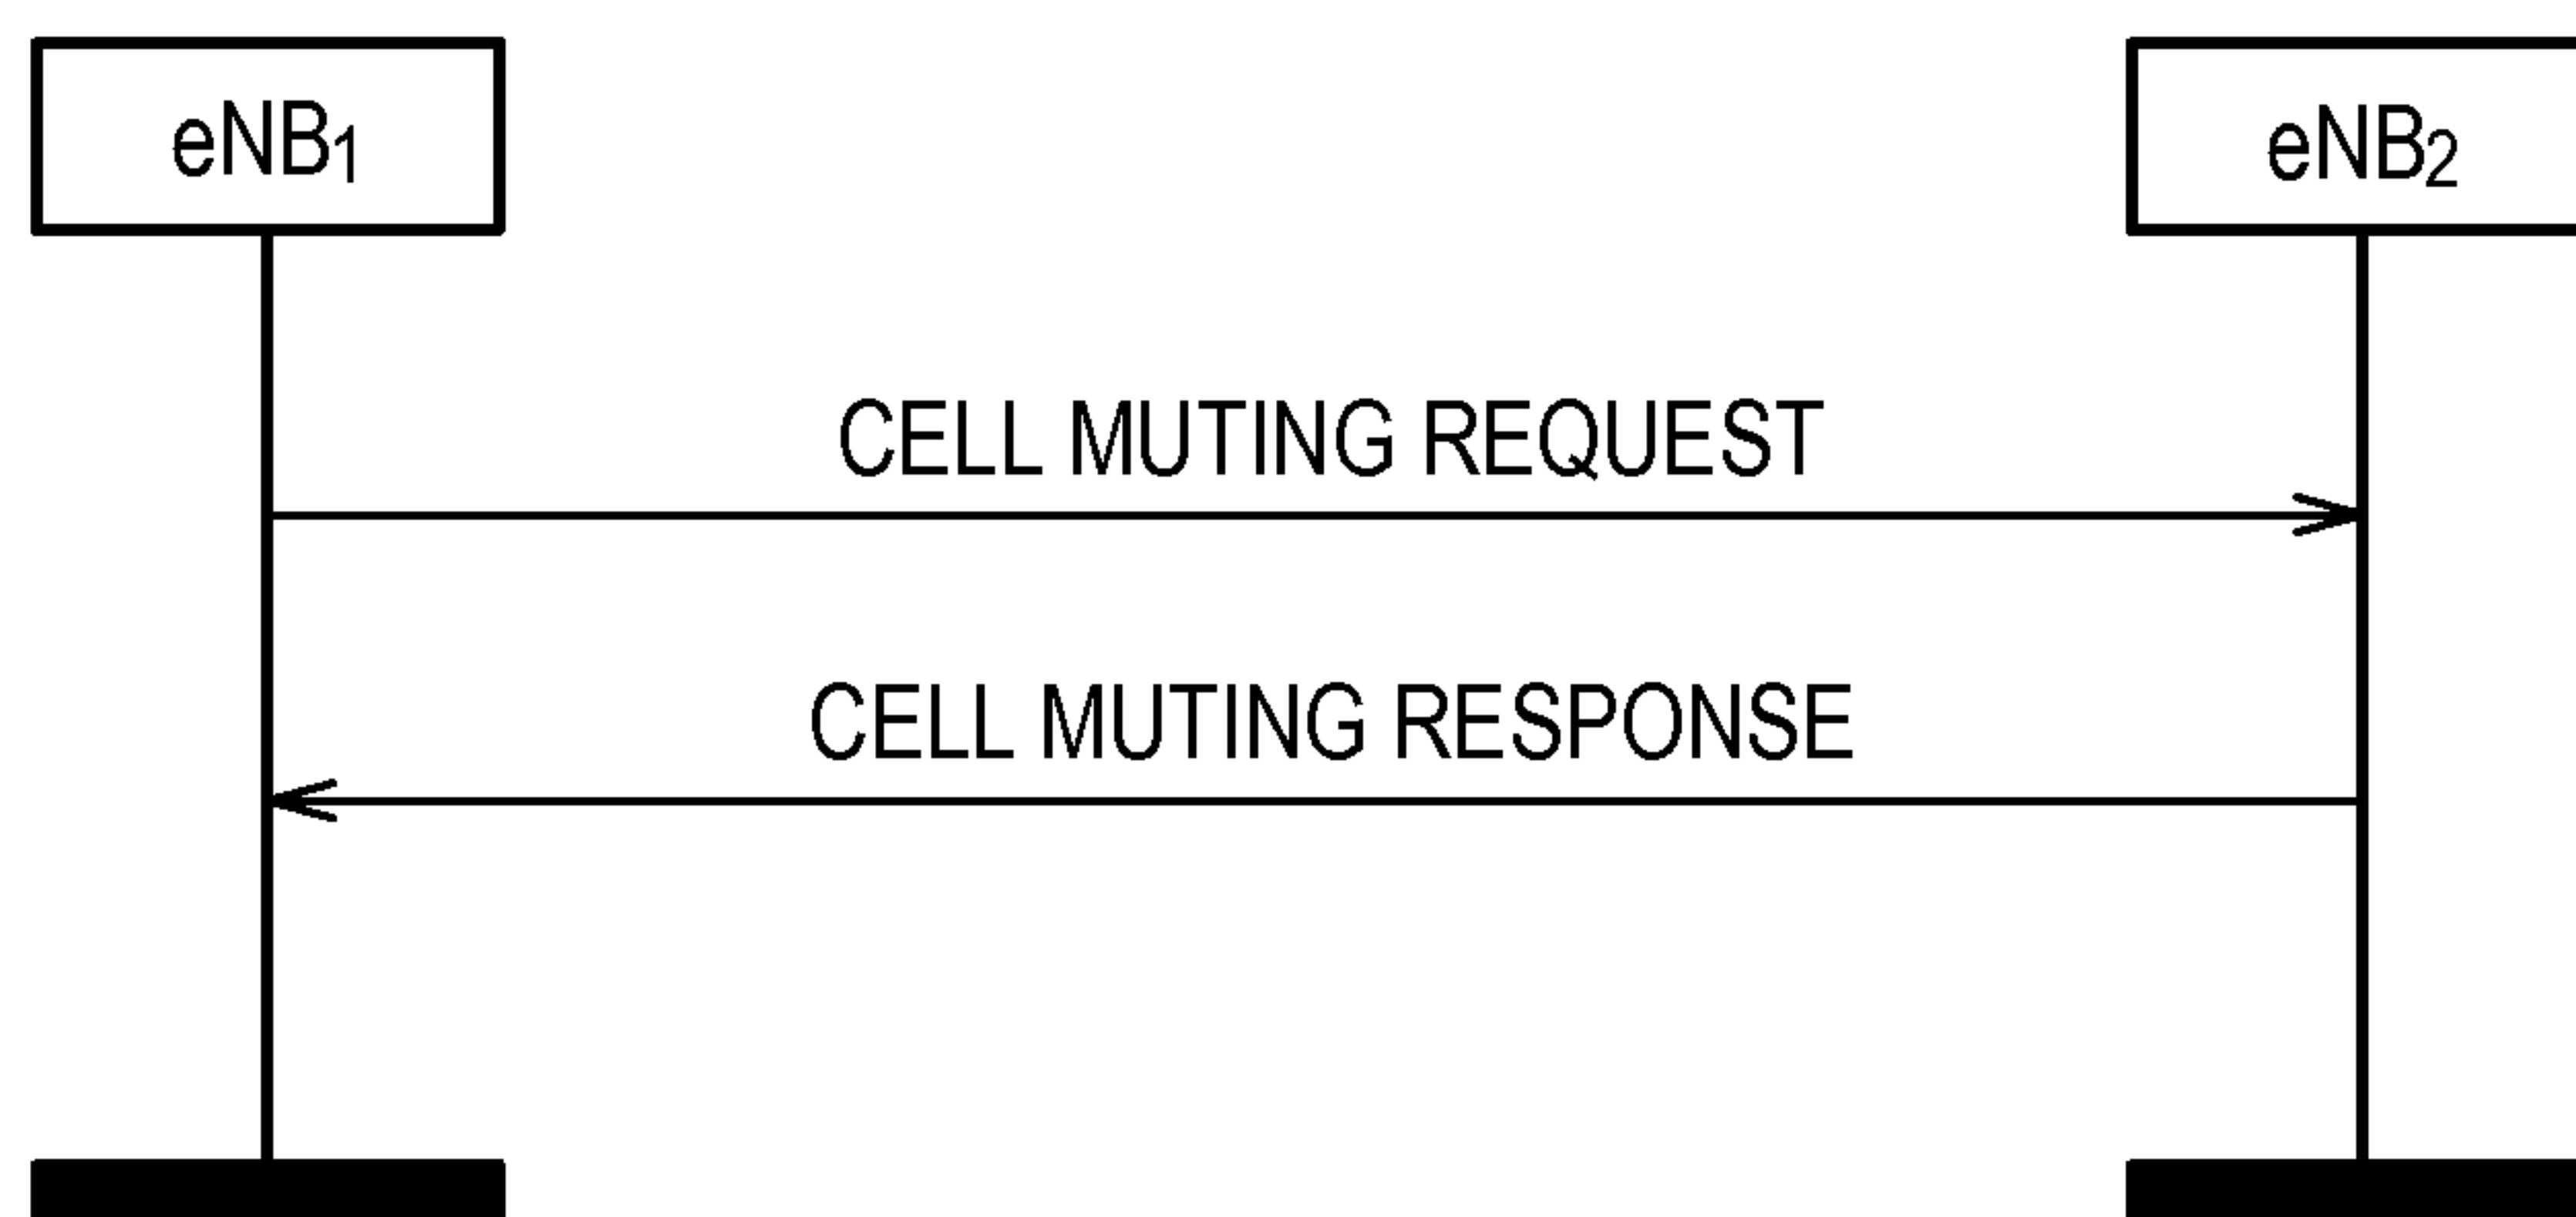 eNB1
eNB2
CELL MUTING REQUEST
CELL MUTING RESPONSE